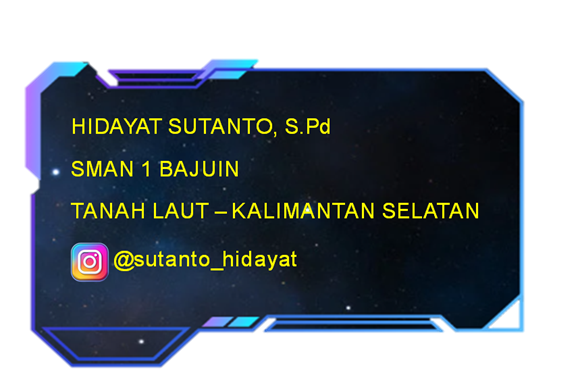 HIDAYAT SUTANTO, S.Pd
SMAN 1 BAJUIN
TANAH LAUT – KALIMANTAN SELATAN
@sutanto_hidayat